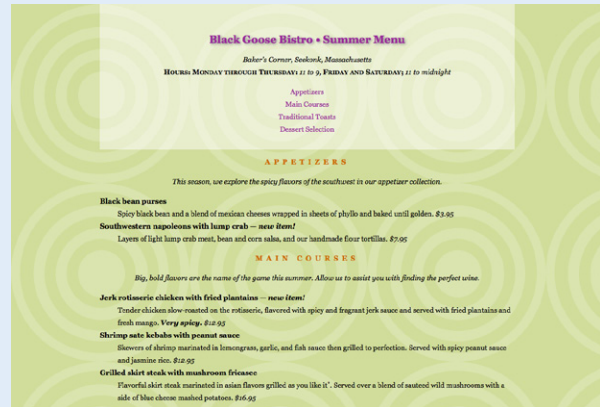 Black Goose Bistro • Summer Menu
Baker's Corner, Seekonk, Massachusetts
Hours: Monday through Thursday: 11 to 9, Friday and Saturday; 11 to midnight
Appetizers
Main Courses
Traditional Toasts
Dessert Selection
APPETIZERS
This season, we explore the spicy flavors of the southwest in our appetizer collection.
Black bean purses
Spicy black bean and a blend of mexican cheeses wrapped in sheets of phyllo and baked until golden. $3.95
Southwestern napoleons with lump crab — new item!
Layers of light lump crab meat, bean and corn salsa, and our handmade flour tortillas. $7.95
MAIN COURSES
Big, bold flavors are the name of the game this summer. Allow us to assist you with finding the perfect wine.
Jerk rotisserie chicken with fried plantains — new item!
Tender chicken slow-roasted on the rotisserie, flavored with spicy and fragrant jerk sauce and served with fried plantains and
fresh mango. Very spicy. $12.95
Shrimp sate kebabs with peanut sauce
Skewers of shrimp marinated in lemongrass, garlic, and fish sauce then grilled to perfection. Served with spicy peanut sauce
and jasmine rice. $12.95
Grilled skirt steak with mushroom fricasee
Flavorful skirt steak marinated in asian flavors grilled as you like it*. Served over a blend of sauteed wild mushrooms with a
side of blue cheese mashed potatoes. $16.95